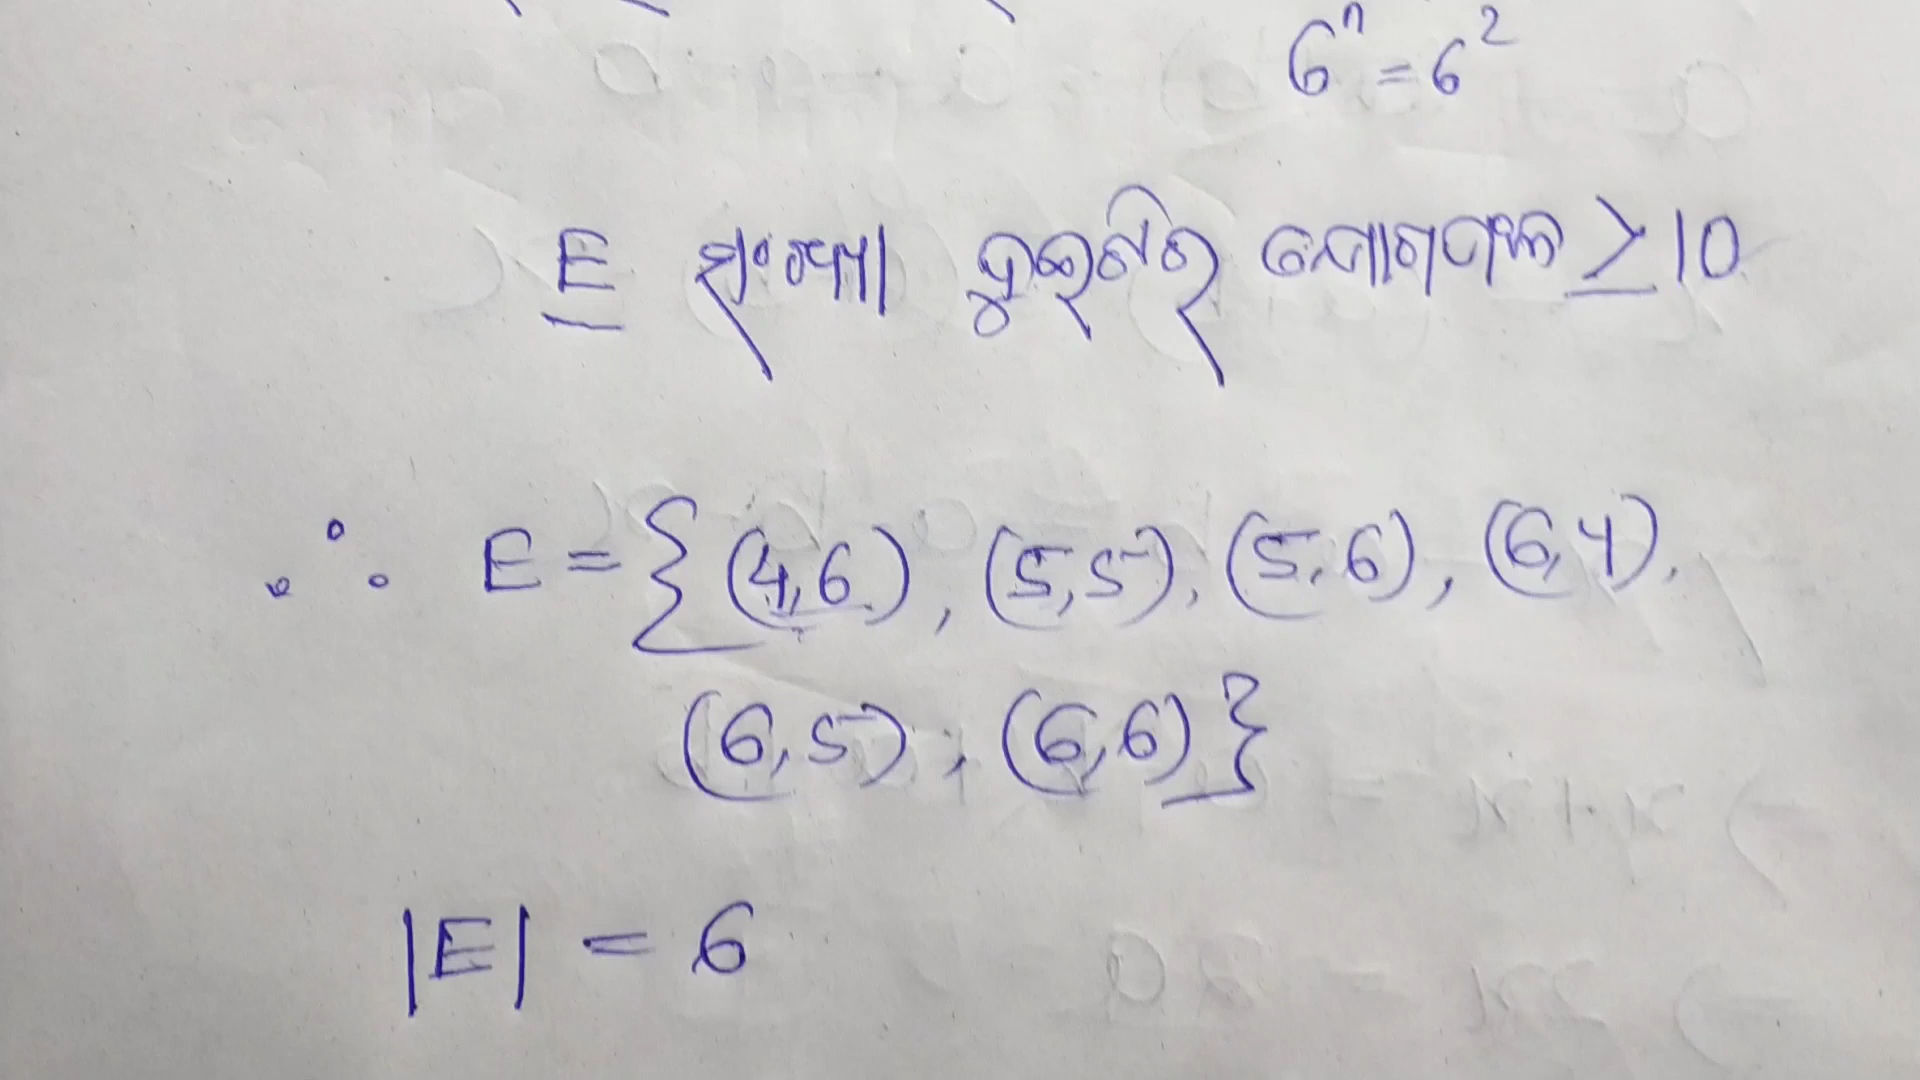 6ⁿ = 6²
E ସଂଖ୍ୟା ଦୁଇଟିର ଯୋଗଫଳ ≥ 10
∴ E = {(4,6), (5,5), (5,6), (6,4),
(6,5), (6,6)}
|E| = 6